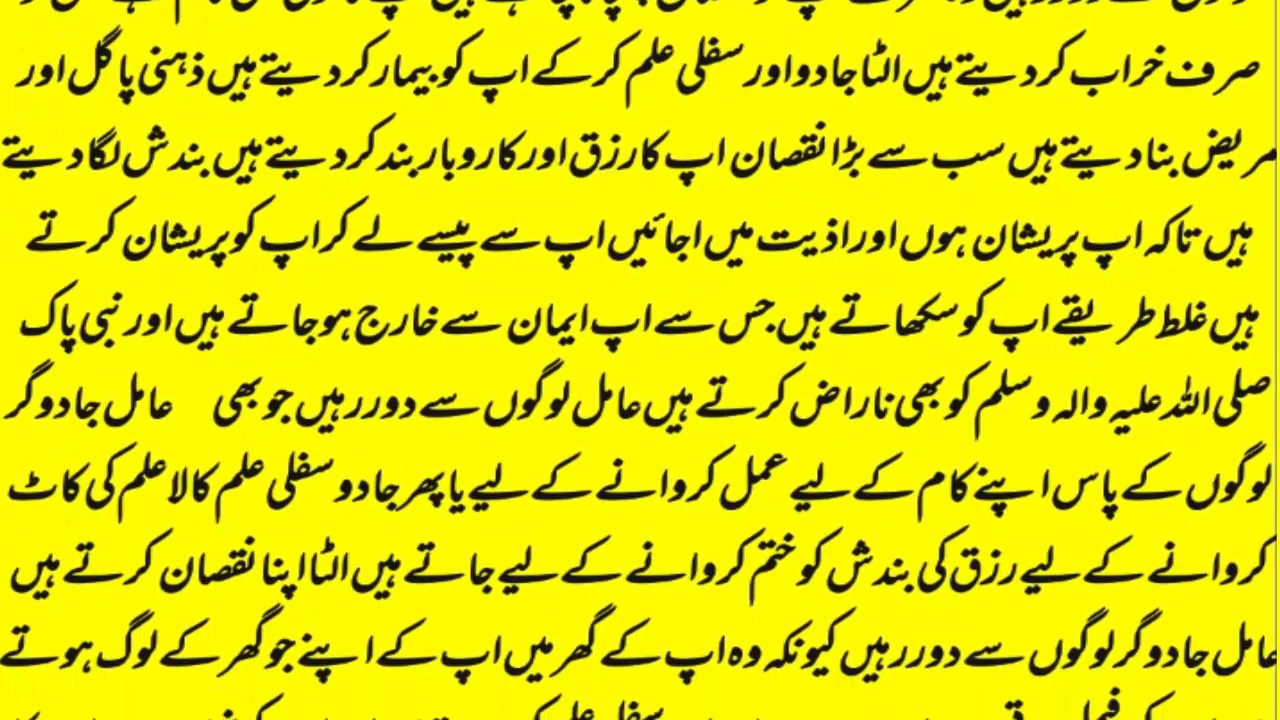 صرف خراب کر دیتے ہیں الٹا جادو اور سفلی علم کر کے اپ کو بیمار کر دیتے ہیں ذہنی پاگل اور
مریض بنا دیتے ہیں سب سے بڑا نقصان اپ کا رزق اور کاروبار بند کر دیتے ہیں بندش لگا دیتے
ہیں تاکہ اپ پریشان ہوں اور اذیت میں اجائیں اپ سے پیسے لے کر اپ کو پریشان کرتے
ہیں غلط طریقے اپ کو سکھاتے ہیں جس سے اپ ایمان سے خارج ہو جاتے ہیں اور نبی پاک
صلی اللہ علیہ والہ وسلم کو بھی ناراض کرتے ہیں عامل لوگوں سے دور رہیں جو بھی عامل جادوگر
لوگوں کے پاس اپنے کام کے لیے عمل کروانے کے لیے یا پھر جادو سفلی علم کالا علم کی کاٹ
کروانے کے لیے رزق کی بندش کو ختم کروانے کے لیے جاتے ہیں الٹا اپنا نقصان کرتے ہیں
عامل جادوگر لوگوں سے دور رہیں کیونکہ وہ اپ کے گھر میں اپ کے اپنے جو گھر کے لوگ ہوتے